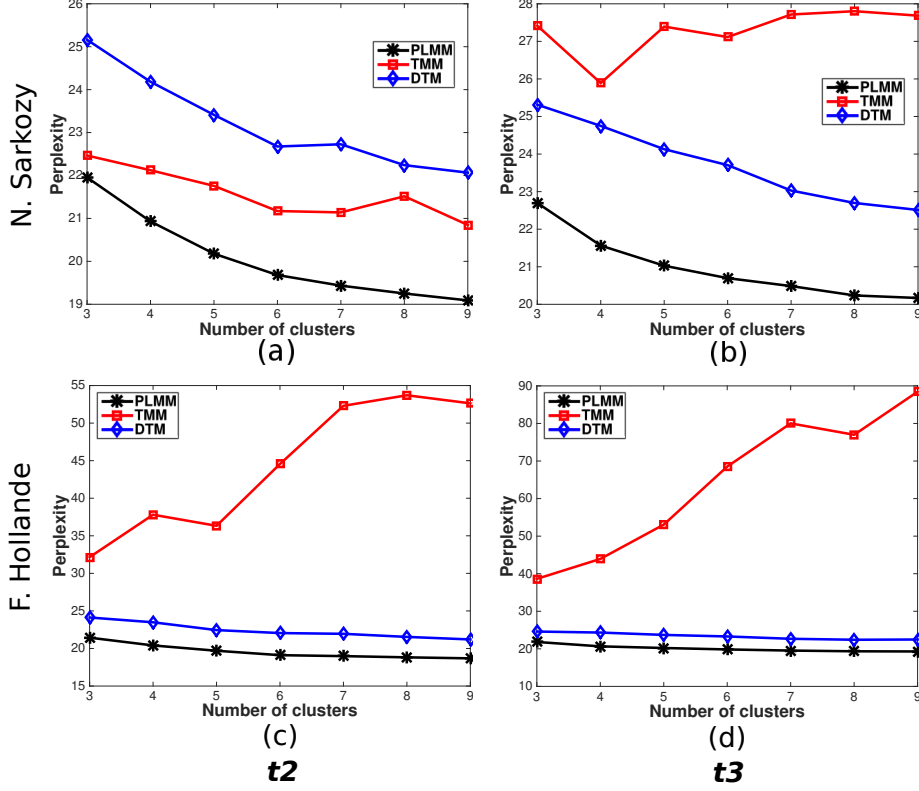 N. Sarkozy
Perplexity
26
25
24
23
22
21
20
19
PLMM
TMM
DTM
3 4 5 6 7 8 9
Number of clusters
(a)
Perplexity
28
27
26
25
24
23
22
21
20
PLMM
TMM
DTM
3 4 5 6 7 8 9
Number of clusters
(b)
F. Hollande
Perplexity
55
50
45
40
35
30
25
20
15
PLMM
TMM
DTM
3 4 5 6 7 8 9
Number of clusters
(c)
t2
Perplexity
90
80
70
60
50
40
30
20
10
PLMM
TMM
DTM
3 4 5 6 7 8 9
Number of clusters
(d)
t3